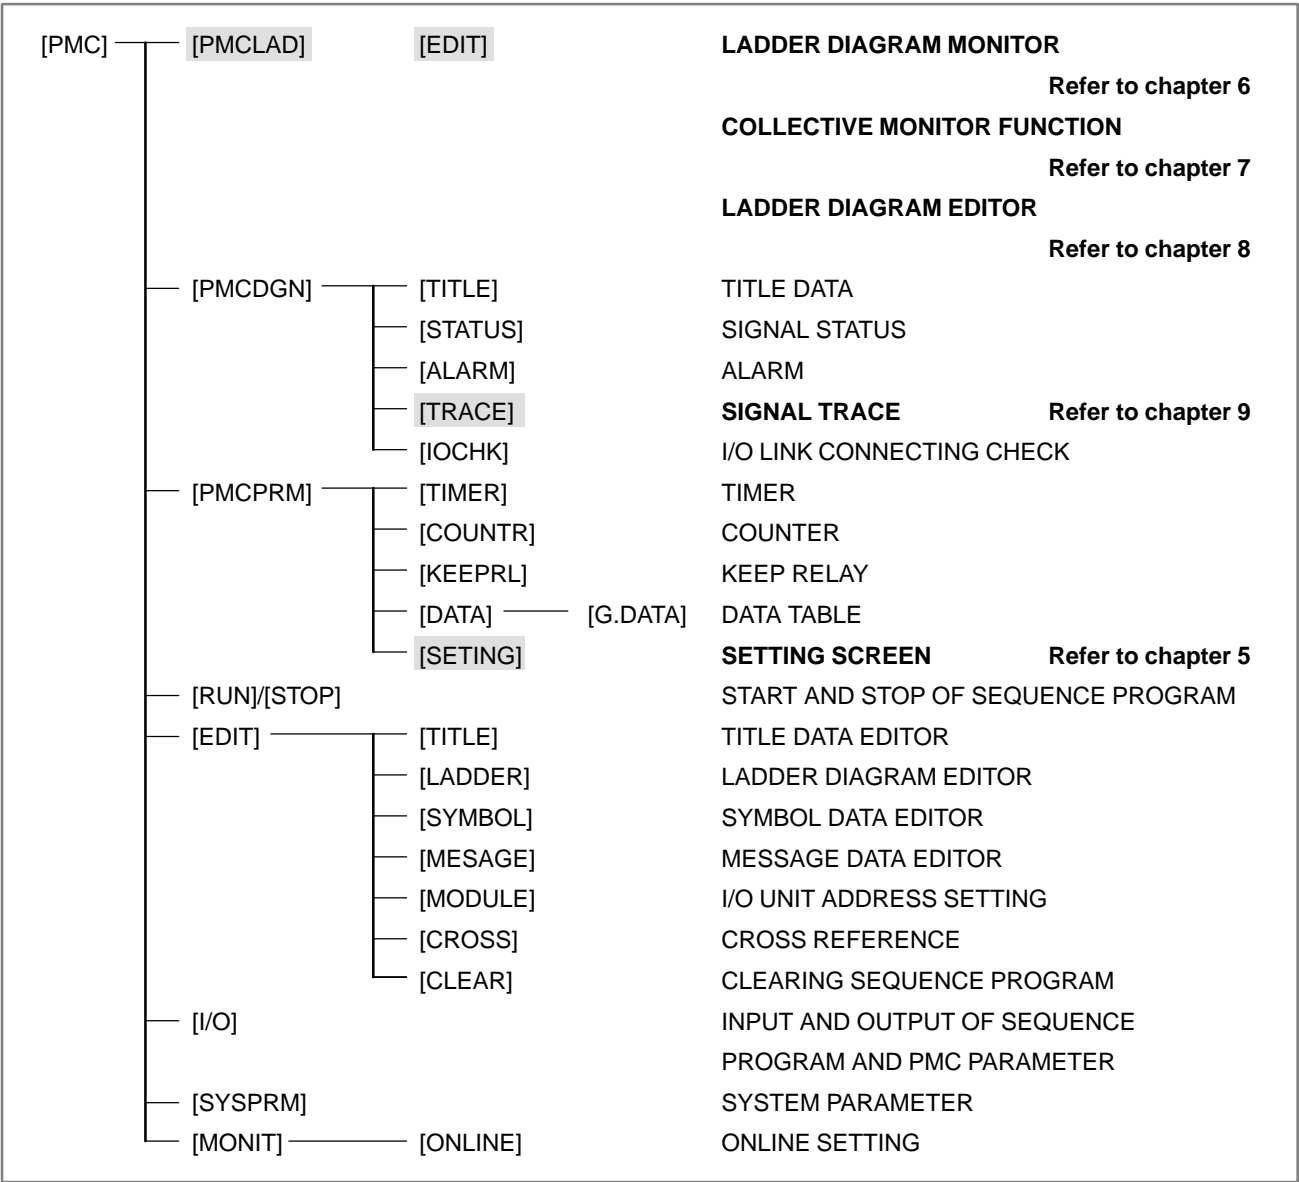 [PMC] [PMCLAD] [EDIT] LADDER DIAGRAM MONITOR
Refer to chapter 6
COLLECTIVE MONITOR FUNCTION
Refer to chapter 7
LADDER DIAGRAM EDITOR
Refer to chapter 8
[PMCDGN] [TITLE] TITLE DATA
[STATUS] SIGNAL STATUS
[ALARM] ALARM
[TRACE] SIGNAL TRACE Refer to chapter 9
[IOCHK] I/O LINK CONNECTING CHECK
[PMCPRM] [TIMER] TIMER
[COUNTR] COUNTER
[KEEPRL] KEEP RELAY
[DATA] [G.DATA] DATA TABLE
[SETING] SETTING SCREEN Refer to chapter 5
[RUN]/[STOP] START AND STOP OF SEQUENCE PROGRAM
[EDIT] [TITLE] TITLE DATA EDITOR
[LADDER] LADDER DIAGRAM EDITOR
[SYMBOL] SYMBOL DATA EDITOR
[MESAGE] MESSAGE DATA EDITOR
[MODULE] I/O UNIT ADDRESS SETTING
[CROSS] CROSS REFERENCE
[CLEAR] CLEARING SEQUENCE PROGRAM
[I/O] INPUT AND OUTPUT OF SEQUENCE
PROGRAM AND PMC PARAMETER
[SYSPRM] SYSTEM PARAMETER
[MONIT] [ONLINE] ONLINE SETTING